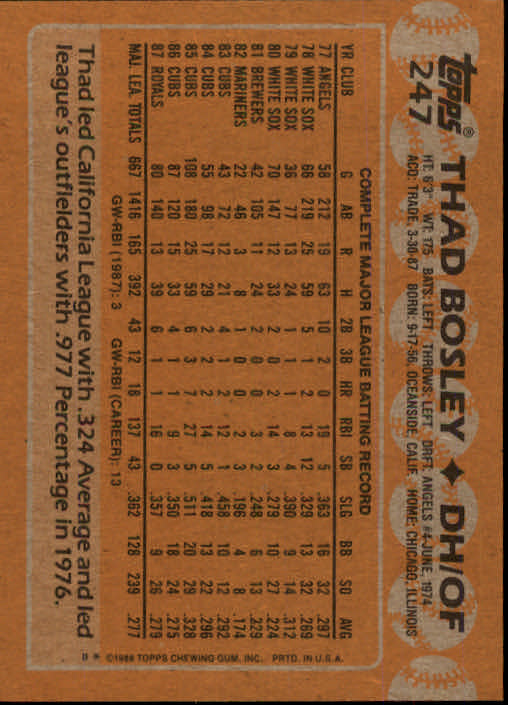 topps®
247
THAD BOSLEY ◆ DH/OF
HT: 6'3" WT: 175 BATS: LEFT THROWS: LEFT DRFT: ANGELS #4-JUNE, 1974
ACQ: TRADE, 3-30-87 BORN: 9-17-56, OCEANSIDE, CALIF. HOME: CHICAGO, ILLINOIS
COMPLETE MAJOR LEAGUE BATTING RECORD
YR CLUB G AB R H 2B 3B HR RBI SB SLG BB SO AVG
77 ANGELS 58 212 19 63 10 2 0 19 5 .363 16 32 .297
78 WHITE SOX 66 219 25 59 5 1 2 13 12 .329 13 32 .269
79 WHITE SOX 36 77 13 24 1 1 1 8 4 .390 9 14 .312
80 WHITE SOX 70 147 12 33 2 0 2 14 3 .279 10 27 .224
81 BREWERS 42 105 11 24 2 0 0 3 2 .248 6 13 .229
82 MARINERS 22 46 3 8 1 0 0 2 3 .196 4 8 .174
83 CUBS 43 72 12 21 4 1 2 12 1 .458 10 12 .292
84 CUBS 55 98 17 29 2 2 2 14 5 .418 13 22 .296
85 CUBS 108 180 25 59 6 3 7 27 5 .511 20 29 .328
86 CUBS 87 120 15 33 4 1 1 9 3 .350 18 24 .275
87 ROYALS 80 140 13 39 6 1 1 16 0 .357 9 26 .279
MAJ. LEA. TOTALS 667 1416 165 392 43 12 18 137 43 .362 128 239 .277
GW-RBI (1987): 3 GW-RBI (CAREER): 13
Thad led California League with .324 Average and led
league's outfielders with .977 Percentage in 1976.
B * ©1988 TOPPS CHEWING GUM, INC. PRTD. IN U.S.A.